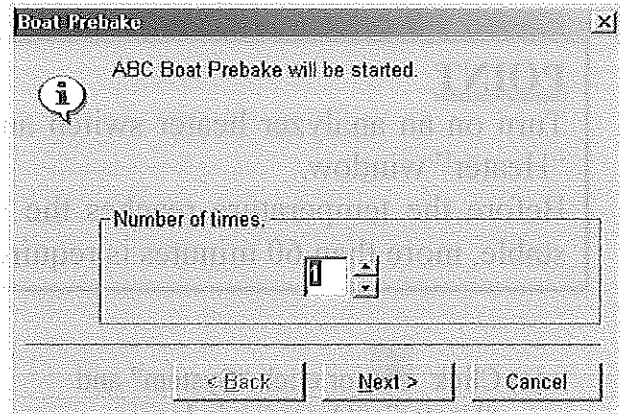 Boat Prebake
ABC Boat Prebake will be started.
Number of times.
1
< Back Next > Cancel